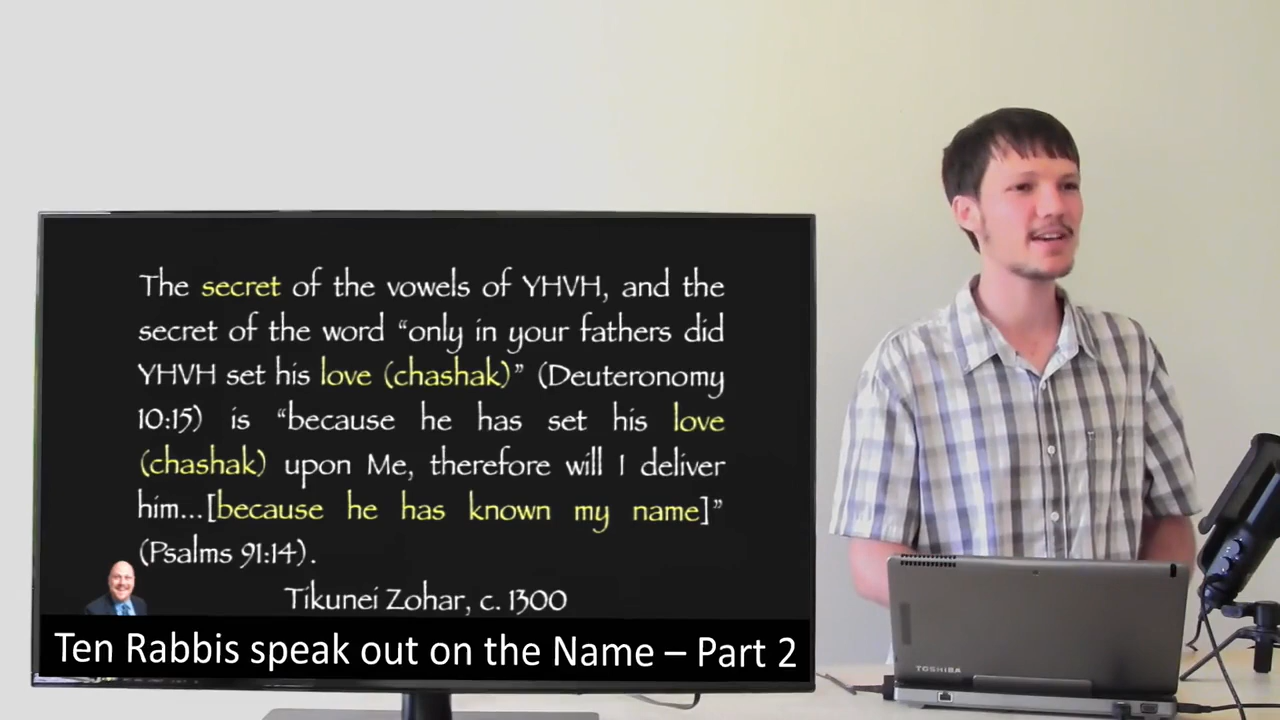 The secret of the vowels of YHVH, and the
secret of the word “only in your fathers did
YHVH set his love (chashak)” (Deuteronomy
10:15) is “because he has set his love
(chashak) upon Me, therefore will I deliver
him...[because he has known my name]”
(Psalms 91:14).
Tikunei Zohar, c. 1300
Ten Rabbis speak out on the Name – Part 2
TOSHIBA